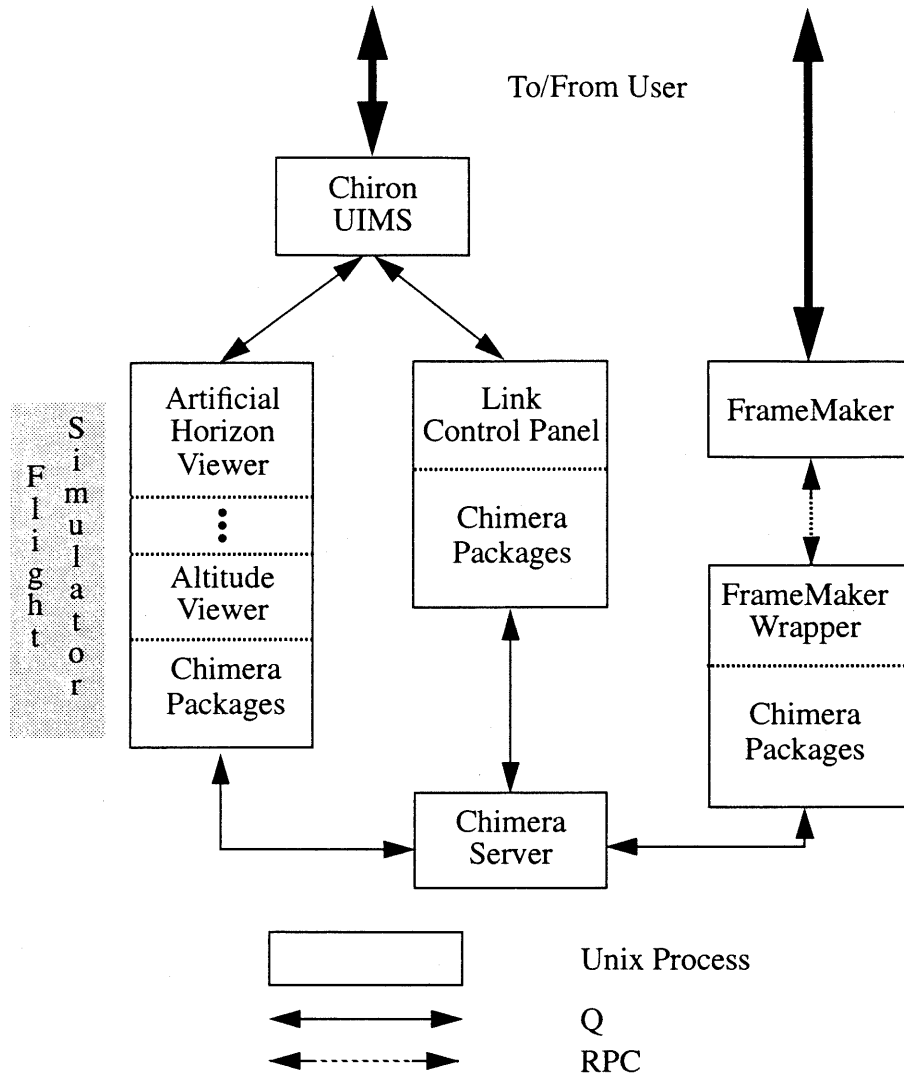 To/From User
Chiron
UIMS
Flight
Simulator
Artificial
Horizon
Viewer
Altitude
Viewer
Chimera
Packages
Link
Control Panel
Chimera
Packages
FrameMaker
FrameMaker
Wrapper
Chimera
Packages
Chimera
Server
Unix Process
Q
RPC